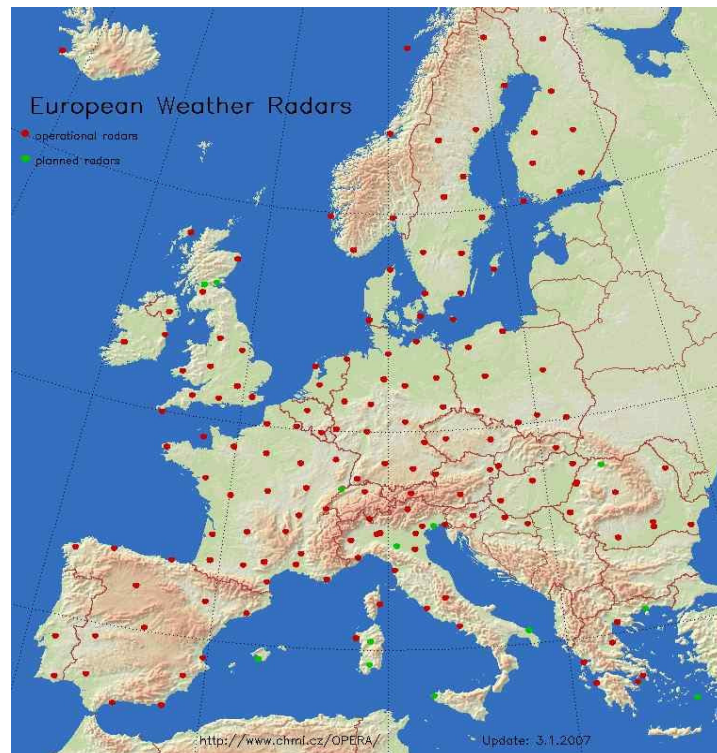 European Weather Radars
operational radars
planned radars
http://www.chmi.cz/OPERA/
Update: 3.1.2007